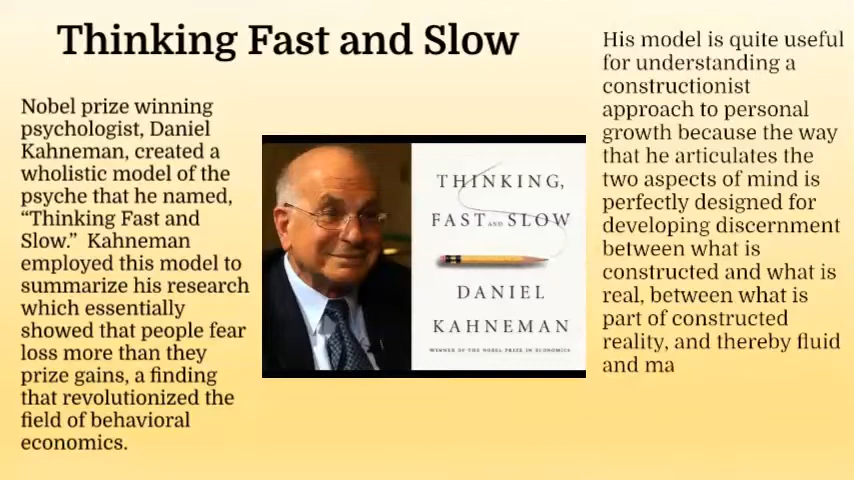 Thinking Fast and Slow
Nobel prize winning
psychologist, Daniel
Kahneman, created a
wholistic model of the
psyche that he named,
“Thinking Fast and
Slow.” Kahneman
employed this model to
summarize his research
which essentially
showed that people fear
loss more than they
prize gains, a finding
that revolutionized the
field of behavioral
economics.
THINKING,
FAST AND SLOW
DANIEL
KAHNEMAN
WINNER OF THE NOBEL PRIZE IN ECONOMICS
His model is quite useful
for understanding a
constructionist
approach to personal
growth because the way
that he articulates the
two aspects of mind is
perfectly designed for
developing discernment
between what is
constructed and what is
real, between what is
part of constructed
reality, and thereby fluid
and ma